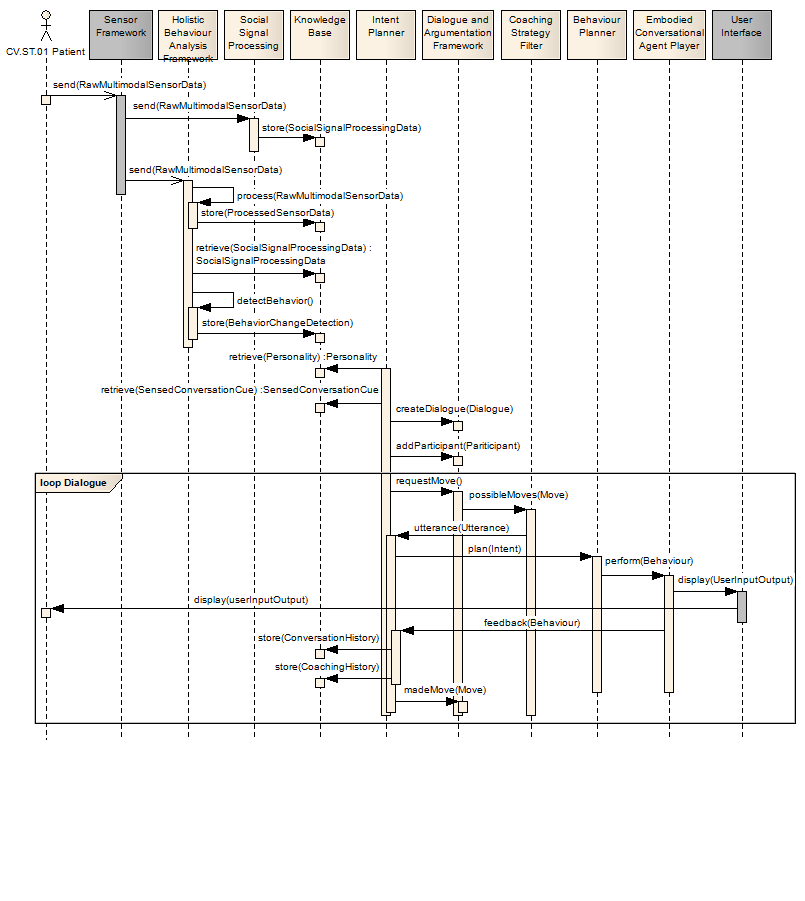 CV.ST.01 Patient
Sensor
Framework
Holistic
Behaviour
Analysis
Framework
Social
Signal
Processing
Knowledge
Base
Intent
Planner
Dialogue and
Argumentation
Framework
Coaching
Strategy
Filter
Behaviour
Planner
Embodied
Conversational
Agent Player
User
Interface
send(RawMultimodalSensorData)
send(RawMultimodalSensorData)
store(SocialSignalProcessingData)
send(RawMultimodalSensorData)
process(RawMultimodalSensorData)
store(ProcessedSensorData)
retrieve(SocialSignalProcessingData) :
SocialSignalProcessingData
detectBehavior()
store(BehaviorChangeDetection)
retrieve(Personality) :Personality
retrieve(SensedConversationCue) :SensedConversationCue
createDialogue(Dialogue)
addParticipant(Pariticipant)
loop Dialogue
requestMove()
possibleMoves(Move)
utterance(Utterance)
plan(Intent)
perform(Behaviour)
display(UserInputOutput)
display(userInputOutput)
feedback(Behaviour)
store(ConversationHistory)
store(CoachingHistory)
madeMove(Move)